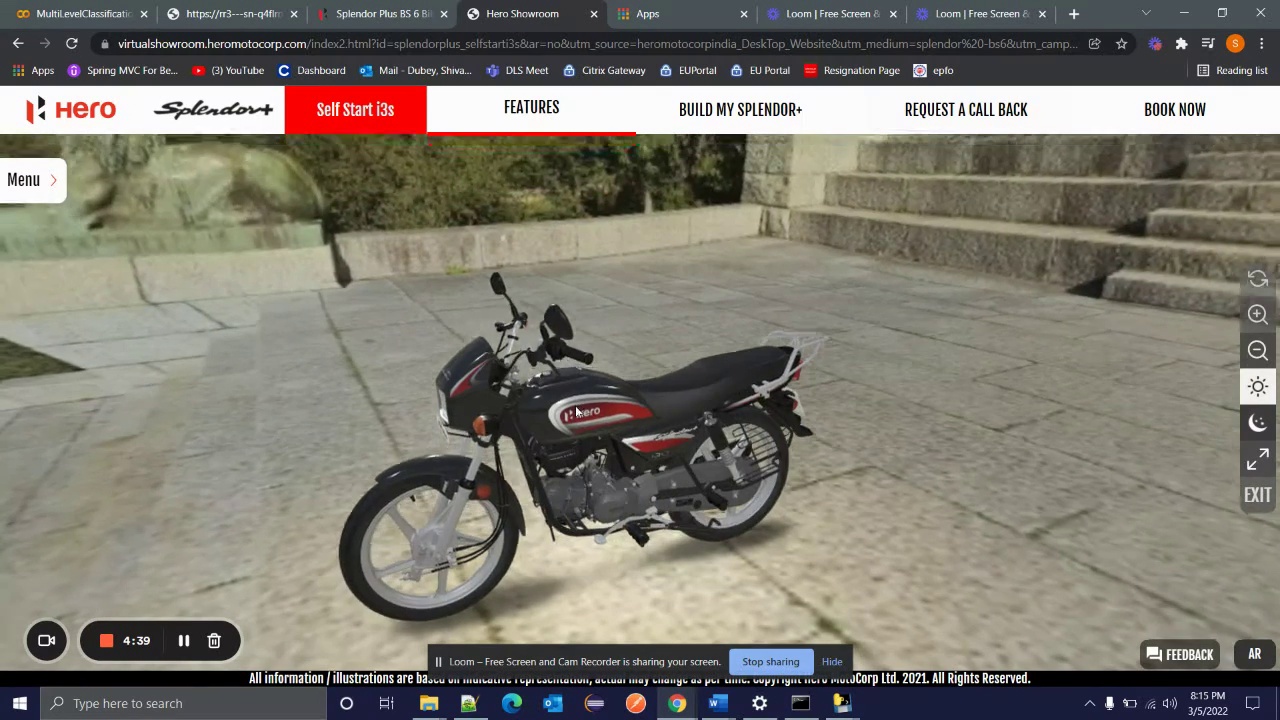 MultiLevelClassificatio
https://rr3---sn-q4flrn
Splendor Plus BS 6 Bi
Hero Showroom
Apps
Loom | Free Screen &
Loom | Free Screen &
virtualshowroom.heromotocorp.com/index2.html?id=splendorplus_selfstarti3s&at=no&utm_source=heromotocorpindia_DeskTop_Website&utm_medium=splendor%20-bs6&utm_camp...
Apps
Spring MVC For Be...
(3) YouTube
Dashboard
Mail - Dubey, Shiva...
DLS Meet
Citrix Gateway
EUPortal
EU Portal
Resignation Page
epfo
Reading list
Hero
Splendor+
Self Start i3s
FEATURES
BUILD MY SPLENDOR+
REQUEST A CALL BACK
BOOK NOW
Menu
Hero
EXIT
4:39
Loom – Free Screen and Cam Recorder is sharing your screen.
Stop sharing
Hide
FEEDBACK
AR
All information / illustrations are based on indicative representation, actual may change as per time. Copyright Hero MotoCorp Ltd. 2021. All Rights Reserved.
Type here to search
8:15 PM
3/5/2022